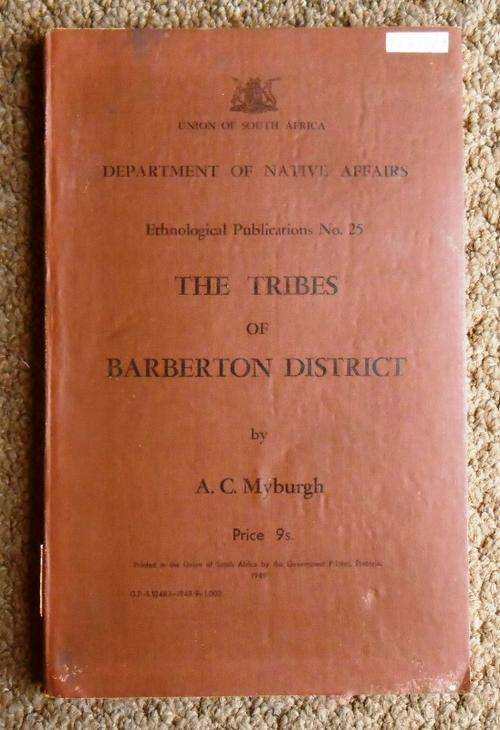 UNION OF SOUTH AFRICA
DEPARTMENT OF NATIVE AFFAIRS
Ethnological Publications No. 25
THE TRIBES
OF
BARBERTON DISTRICT
by
A. C. Myburgh
Price 9s.
Printed in the Union of South Africa by the Government Printer, Pretoria.
1949